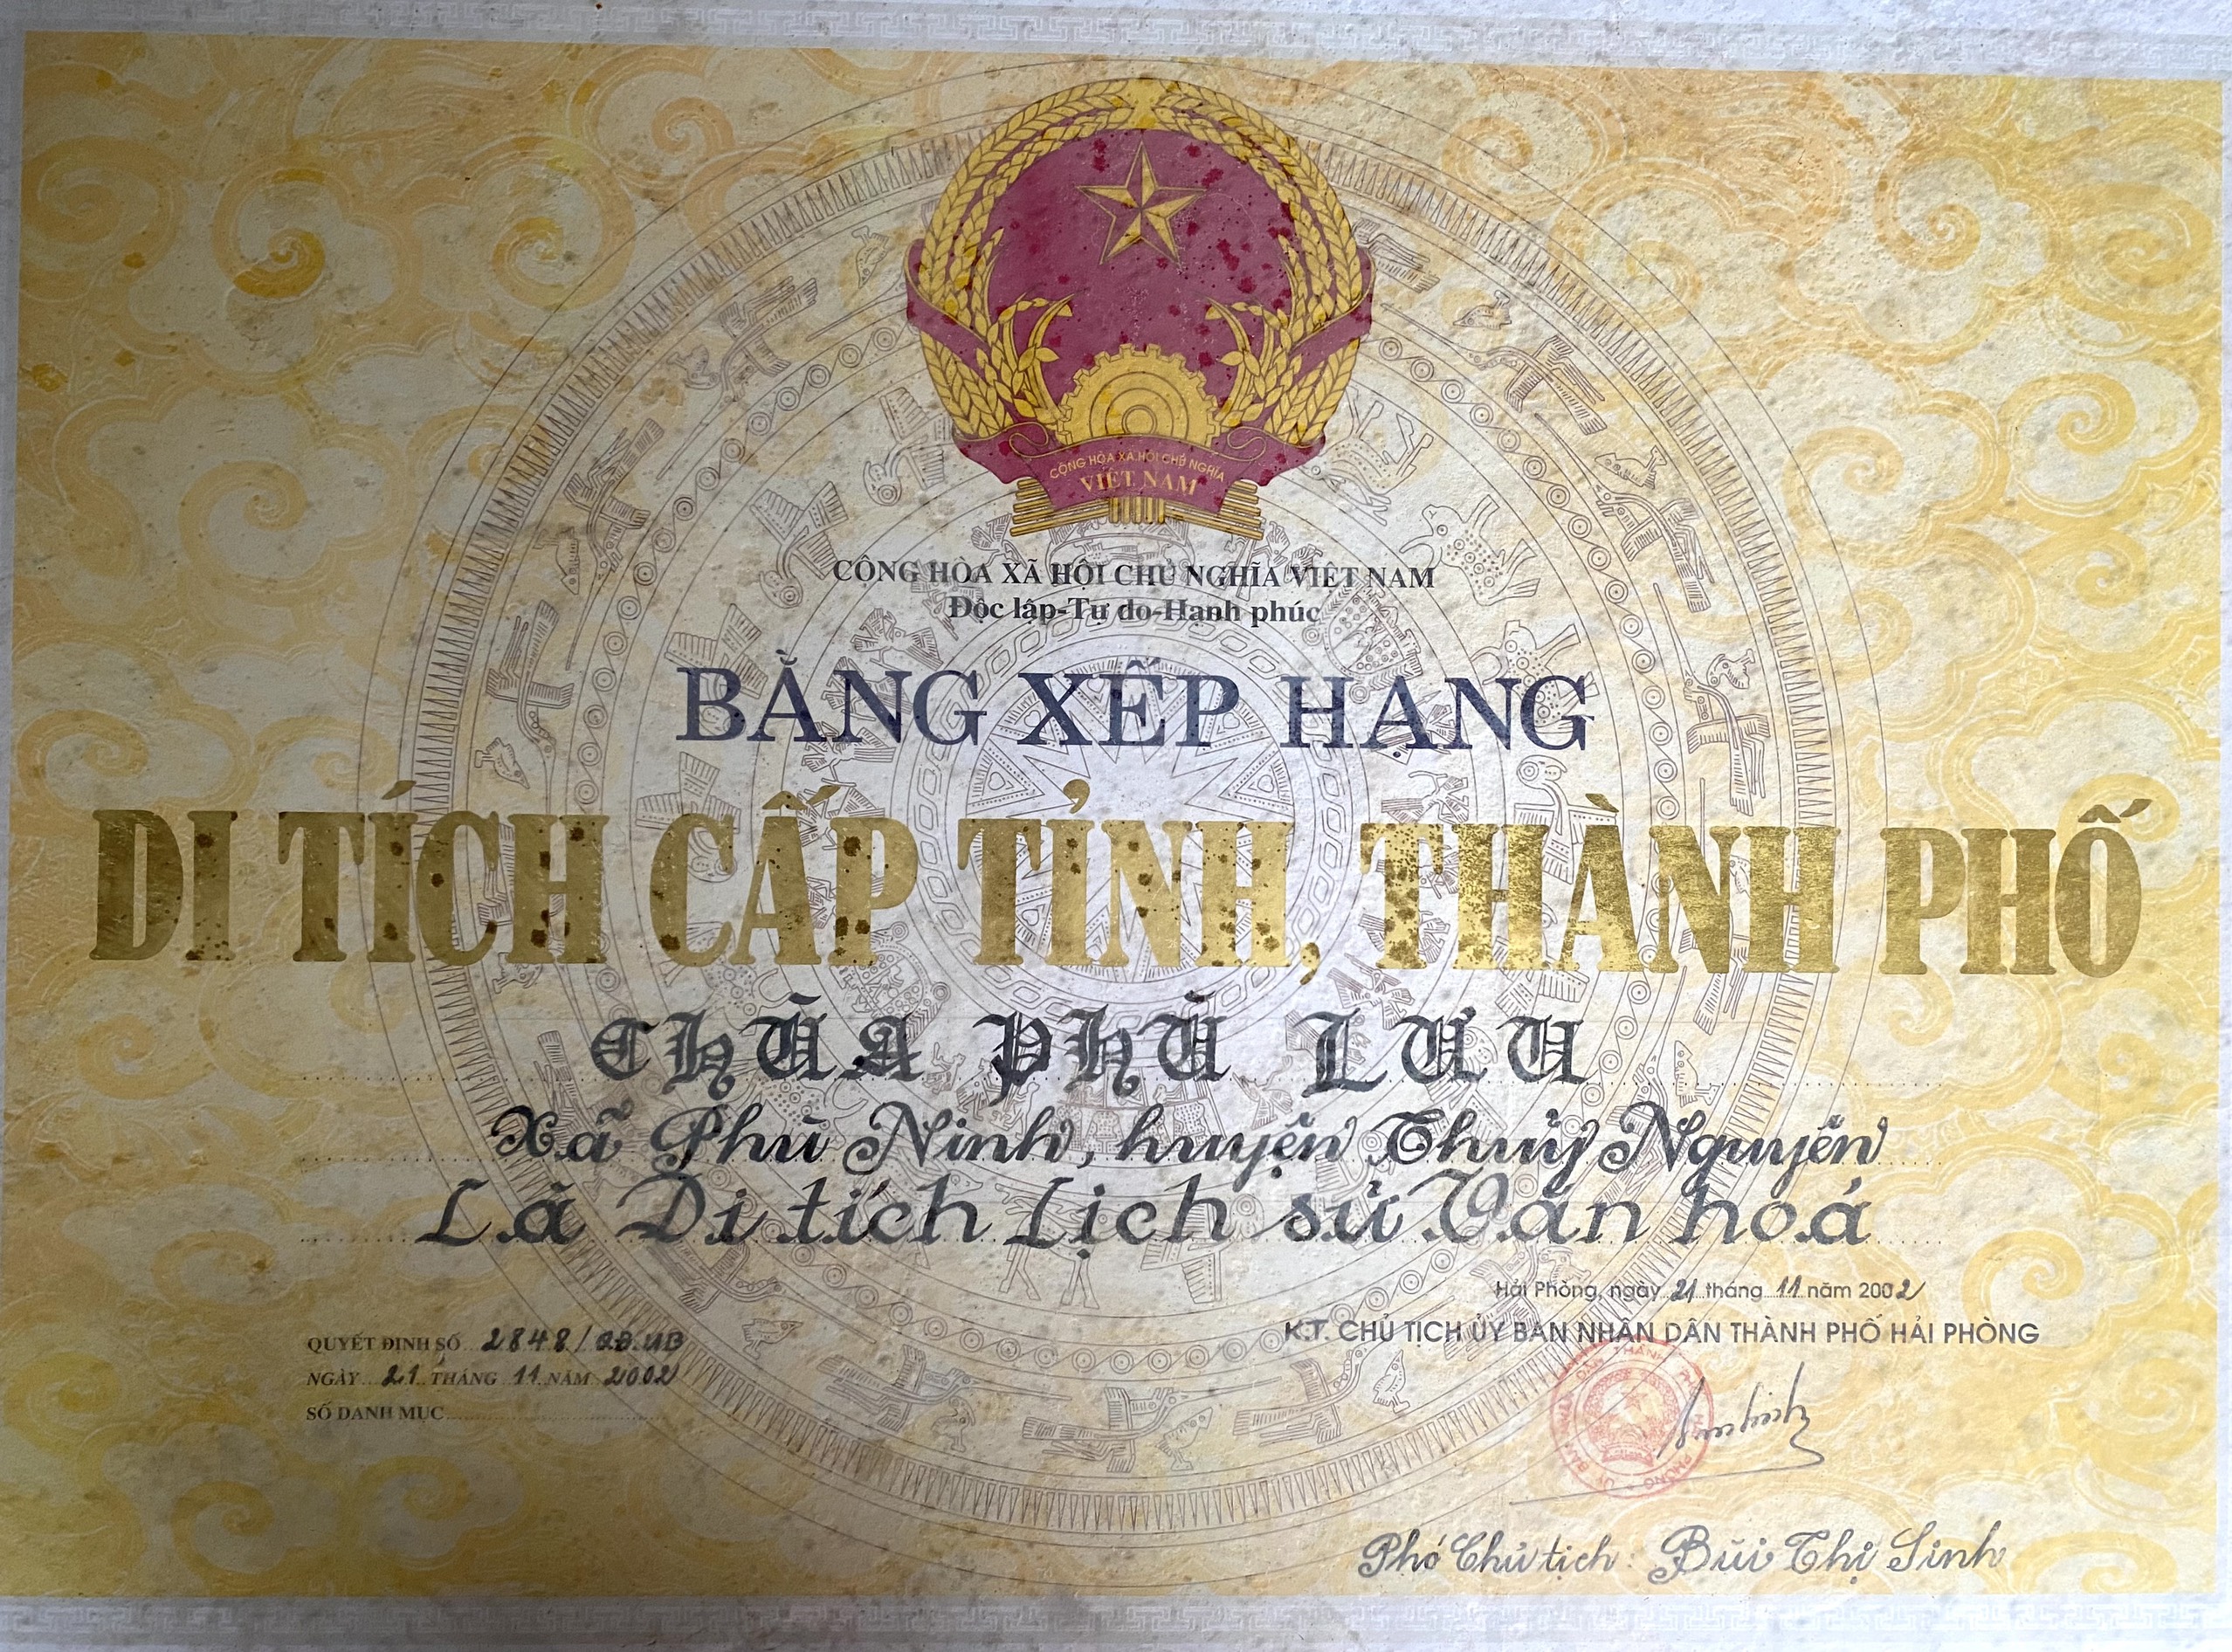 CỘNG HÒA XÃ HỘI CHỦ NGHĨA
VIỆT NAM
CỘNG HÒA XÃ HỘI CHỦ NGHĨA VIỆT NAM
Độc lập-Tự do-Hạnh phúc
BẰNG XẾP HẠNG
DI TÍCH CẤP TỈNH, THÀNH PHỐ
CHÙA PHÙ LƯU
Xã Phù Ninh, huyện Thuỷ Nguyên
Là Di tích Lịch sử Văn hoá
Hải Phòng, ngày 21 tháng 11 năm 2002
K.T. CHỦ TỊCH ỦY BAN NHÂN DÂN THÀNH PHỐ HẢI PHÒNG
QUYẾT ĐỊNH SỐ 2848/QĐ.UB
NGÀY 21 THÁNG 11 NĂM 2002
SỐ DANH MỤC
Phó Chủ tịch: Bùi Thị Sinh